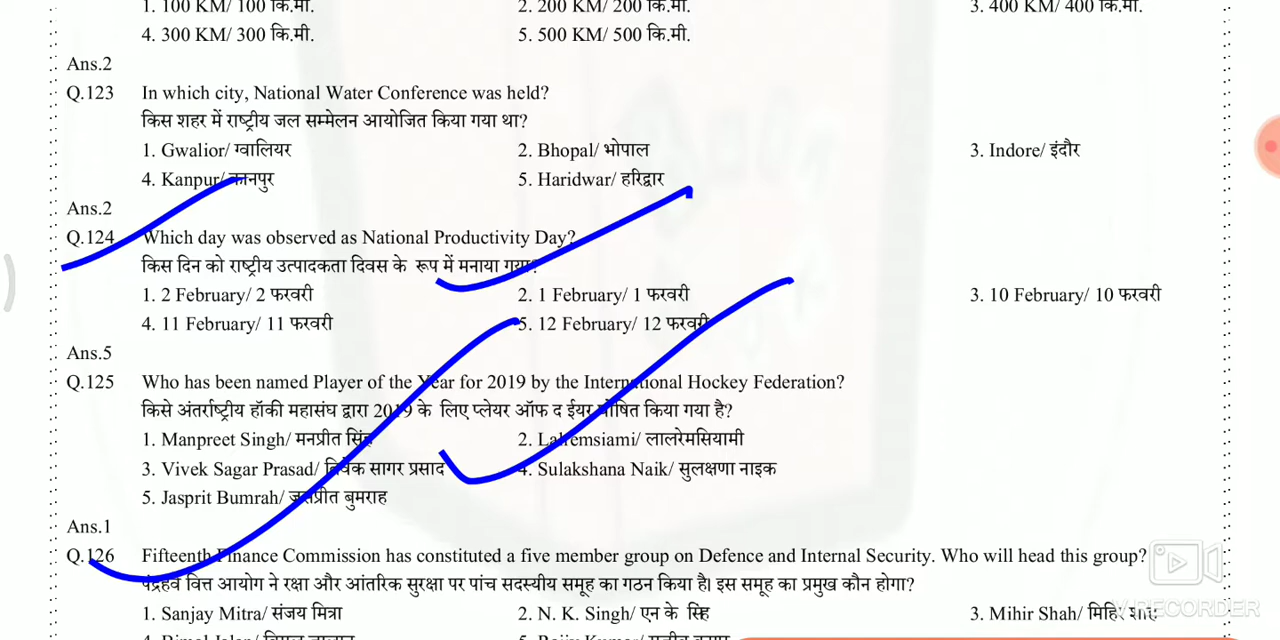 1. 100 KM/ 100 कि.मी. 2. 200 KM/ 200 कि.मी. 3. 400 KM/ 400 कि.मी.
4. 300 KM/ 300 कि.मी. 5. 500 KM/ 500 कि.मी.
Ans.2
Q.123 In which city, National Water Conference was held?
किस शहर में राष्ट्रीय जल सम्मेलन आयोजित किया गया था?
1. Gwalior/ ग्वालियर 2. Bhopal/ भोपाल 3. Indore/ इंदौर
4. Kanpur/ कानपुर 5. Haridwar/ हरिद्वार
Ans.2
Q.124 Which day was observed as National Productivity Day?
किस दिन को राष्ट्रीय उत्पादकता दिवस के रूप में मनाया गया?
1. 2 February/ 2 फरवरी 2. 1 February/ 1 फरवरी 3. 10 February/ 10 फरवरी
4. 11 February/ 11 फरवरी 5. 12 February/ 12 फरवरी
Ans.5
Q.125 Who has been named Player of the Year for 2019 by the International Hockey Federation?
किसे अंतर्राष्ट्रीय हॉकी महासंघ द्वारा 2019 के लिए प्लेयर ऑफ द ईयर घोषित किया गया है?
1. Manpreet Singh/ मनप्रीत सिंह 2. Lalremsiami/ लालरेमसियामी
3. Vivek Sagar Prasad/ विवेक सागर प्रसाद 4. Sulakshana Naik/ सुलक्षणा नाइक
5. Jasprit Bumrah/ जसप्रीत बुमराह
Ans.1
Q.126 Fifteenth Finance Commission has constituted a five member group on Defence and Internal Security. Who will head this group?
पंद्रहवें वित्त आयोग ने रक्षा और आंतरिक सुरक्षा पर पांच सदस्यीय समूह का गठन किया है। इस समूह का प्रमुख कौन होगा?
1. Sanjay Mitra/ संजय मित्रा 2. N. K. Singh/ एन के सिंह 3. Mihir Shah/ मिहिर शाह
V RECORDER